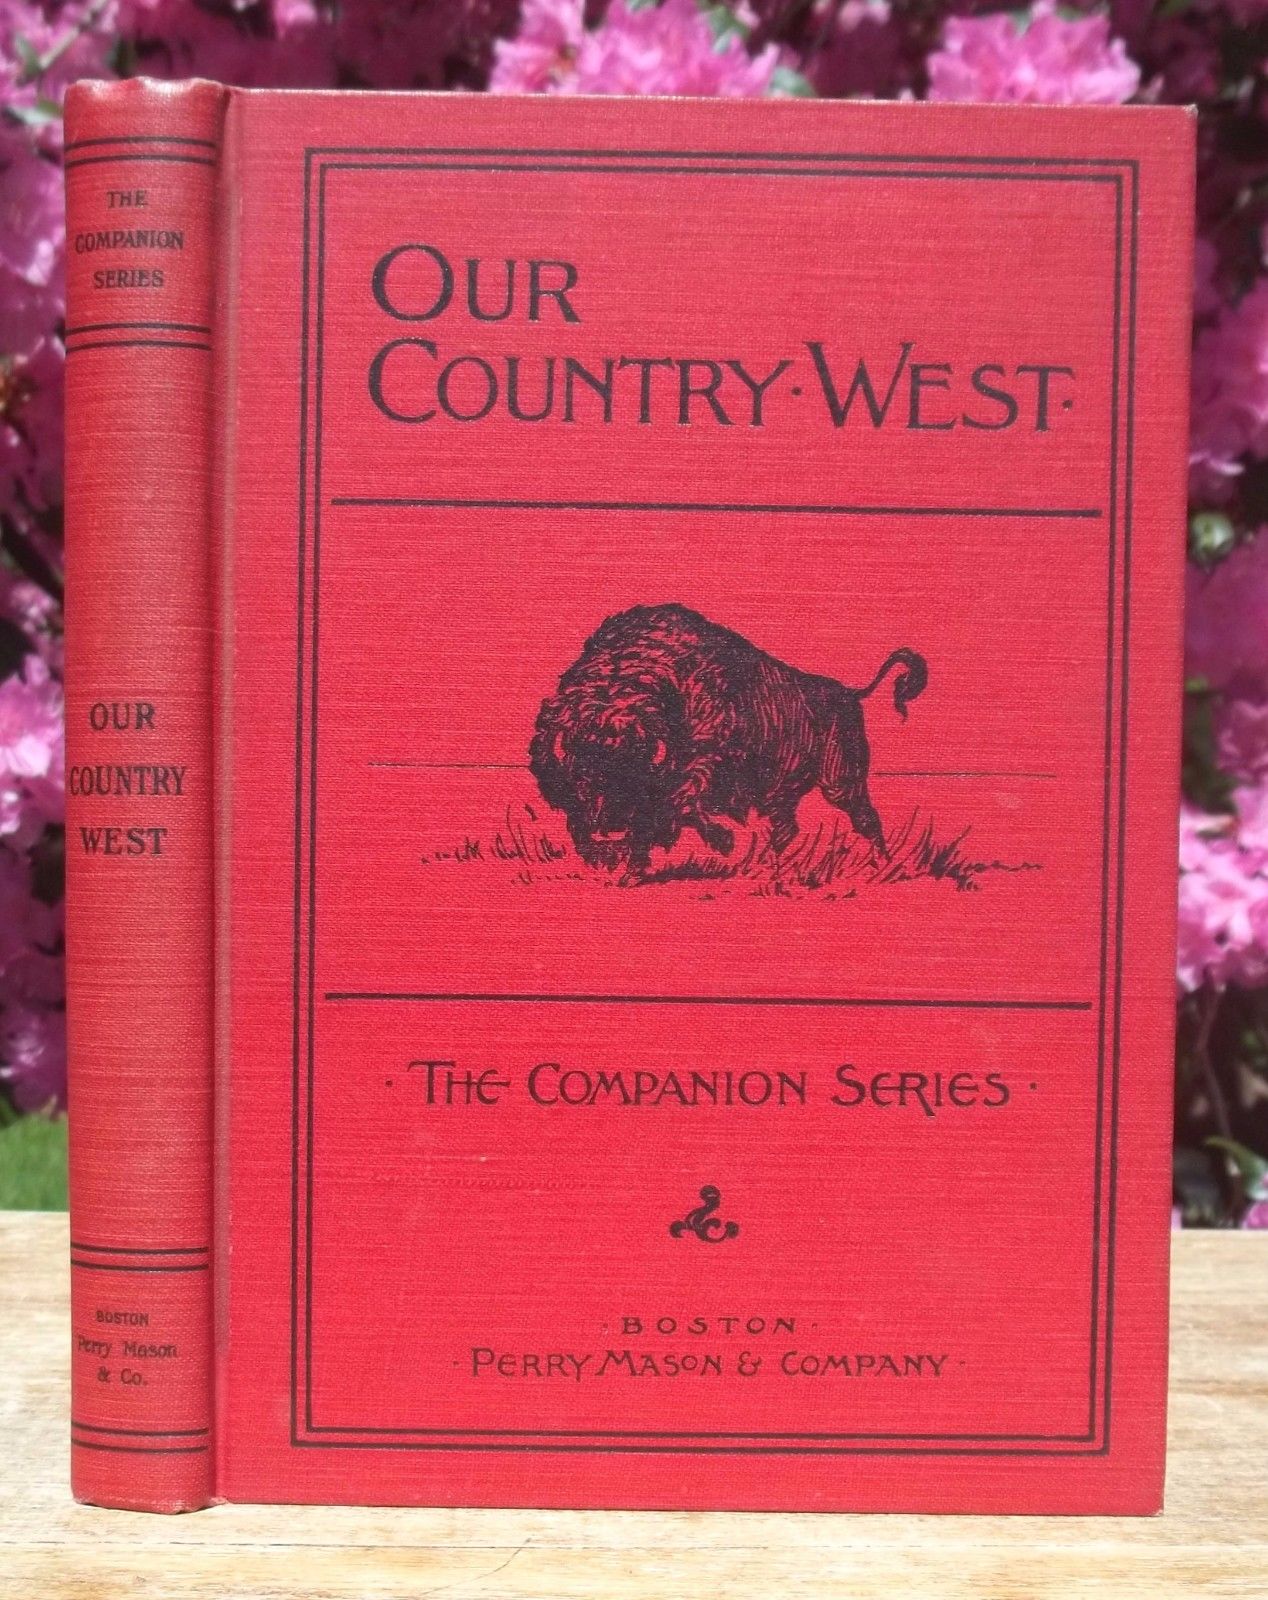 THE
COMPANION
SERIES
OUR
COUNTRY
WEST
BOSTON
Perry Mason
& Co.
OUR
COUNTRY · WEST ·
· THE COMPANION SERIES ·
· BOSTON ·
· PERRY MASON & COMPANY ·